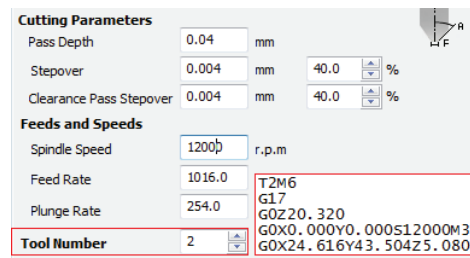 Cutting Parameters
Pass Depth 0.04 mm
Stepover 0.004 mm 40.0 %
Clearance Pass Stepover 0.004 mm 40.0 %
Feeds and Speeds
Spindle Speed 12000 r.p.m
Feed Rate 1016.0
Plunge Rate 254.0
Tool Number 2
A
F
T2M6
G17
G0Z20.320
G0X0.000Y0.000S12000M3
G0X24.616Y43.504Z5.080